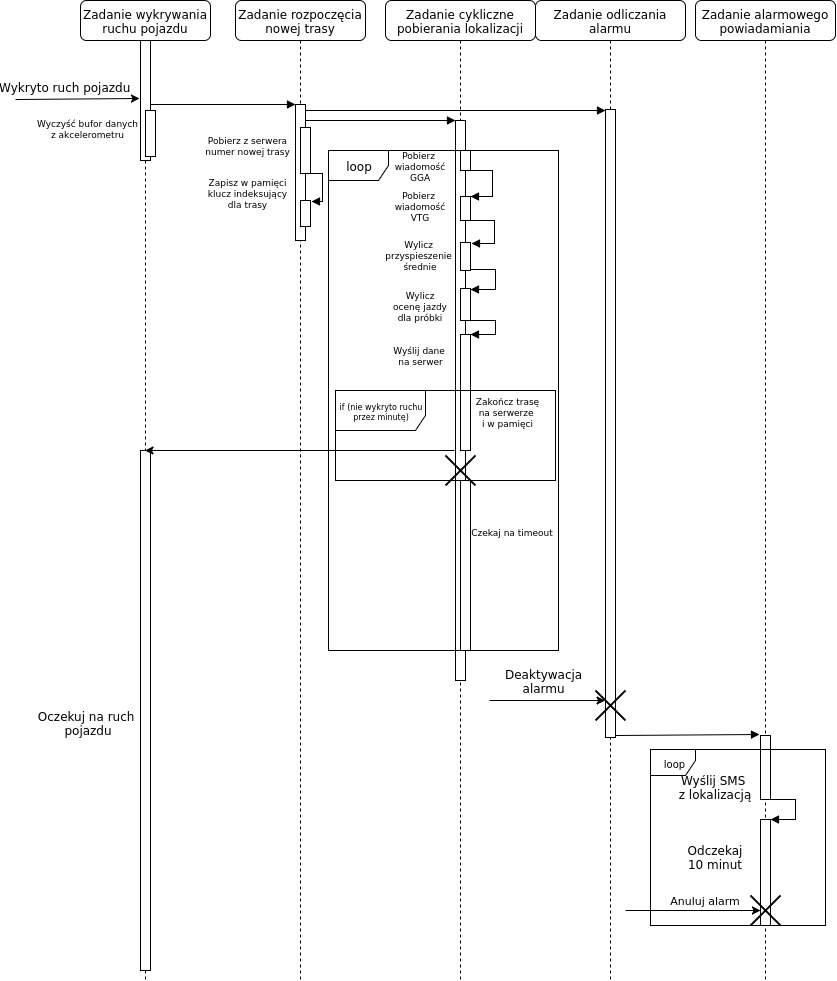 Zadanie wykrywania
ruchu pojazdu
Zadanie rozpoczęcia
nowej trasy
Zadanie cykliczne
pobierania lokalizacji
Zadanie odliczania
alarmu
Zadanie alarmowego
powiadamiania
Wykryto ruch pojazdu
Wyczyść bufor danych
z akcelerometru
Pobierz z serwera
numer nowej trasy
Zapisz w pamięci
klucz indeksujący
dla trasy
loop
Pobierz
wiadomość
GGA
Pobierz
wiadomość
VTG
Wylicz
przyspieszenie
średnie
Wylicz
ocenę jazdy
dla próbki
Wyślij dane
na serwer
if (nie wykryto ruchu
przez minutę)
Zakończ trasę
na serwerze
i w pamięci
Czekaj na timeout
Deaktywacja
alarmu
Oczekuj na ruch
pojazdu
loop
Wyślij SMS
z lokalizacją
Odczekaj
10 minut
Anuluj alarm